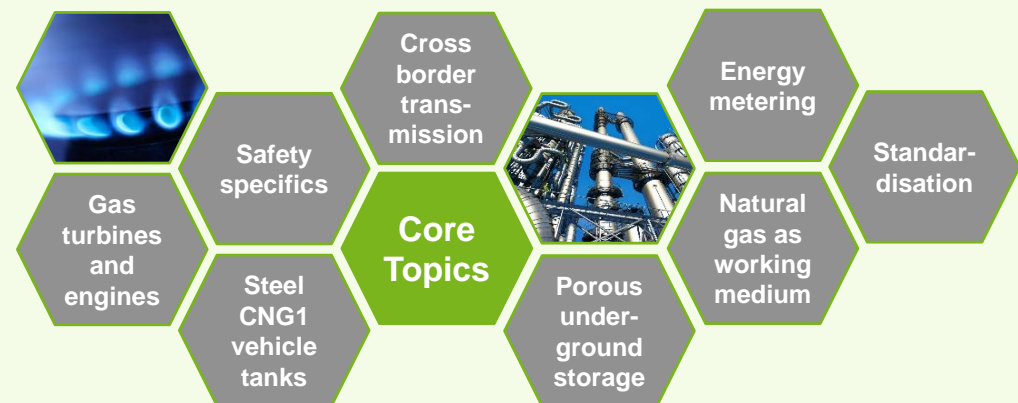 Cross
border
trans-
mission
Energy
metering
Safety
specifics
Standar-
disation
Gas
turbines
and
engines
Core
Topics
Natural
gas as
working
medium
Steel
CNG1
vehicle
tanks
Porous
under-
ground
storage